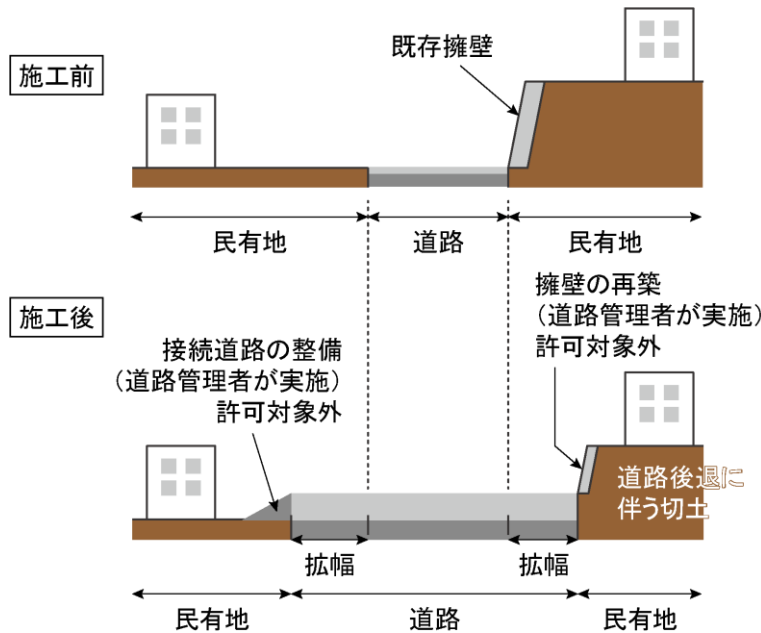 施工前
既存擁壁
民有地
道路
民有地
施工後
擁壁の再築
（道路管理者が実施）
許可対象外
接続道路の整備
（道路管理者が実施）
許可対象外
道路後退に
伴う切土
拡幅
拡幅
民有地
道路
民有地